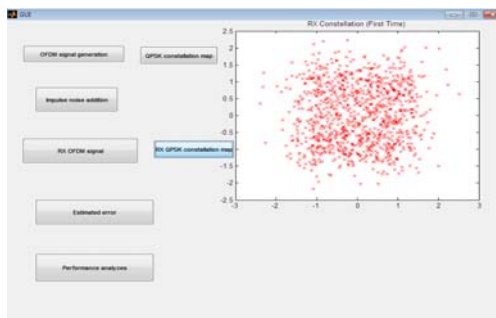 GUI
RX Constellation (First Time)
OFDM signal generation
QPSK constellation map
Impulse noise addition
RX OFDM signal
RX QPSK constellation map
Estimated error
Performance analyzes
2.5
2
1.5
1
0.5
0
-0.5
-1
-1.5
-2
-2.5
-3
-2
-1
0
1
2
3